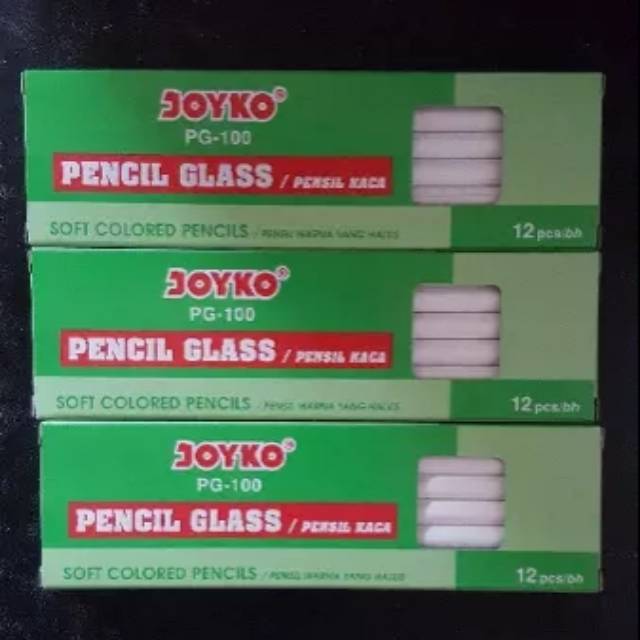 JOYKO®
PG-100
PENCIL GLASS / PENSIL KACA
SOFT COLORED PENCILS / PENSIL WARNA YANG HALUS
12 pcs/bh
JOYKO®
PG-100
PENCIL GLASS / PENSIL KACA
SOFT COLORED PENCILS / PENSIL WARNA YANG HALUS
12 pcs/bh
JOYKO®
PG-100
PENCIL GLASS / PENSIL KACA
SOFT COLORED PENCILS / PENSIL WARNA YANG HALUS
12 pcs/bh